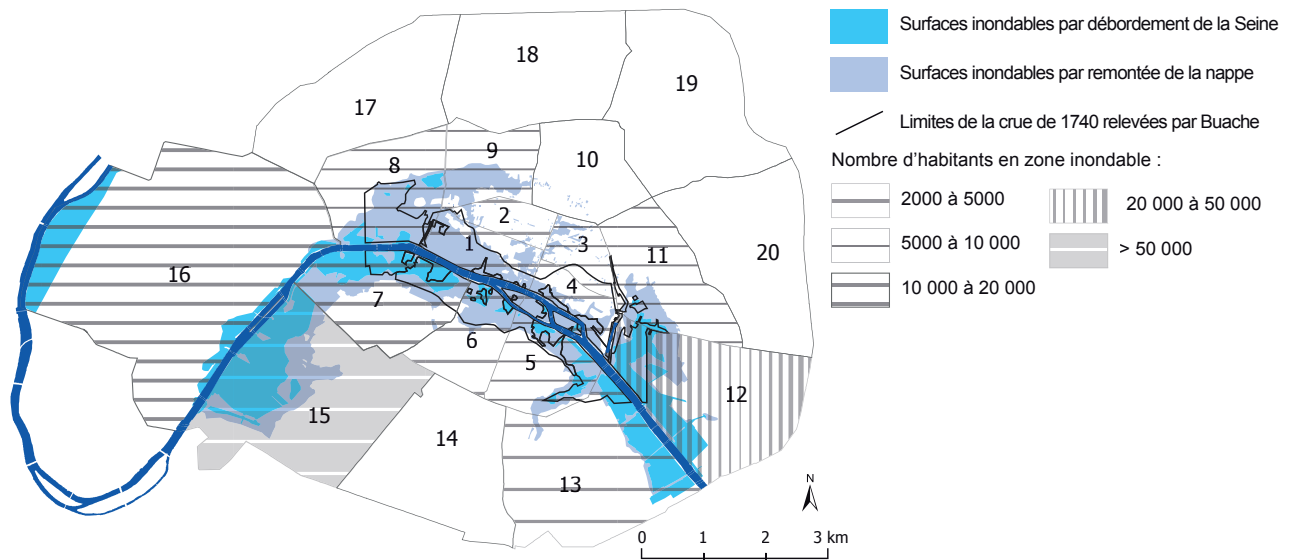 Surfaces inondables par débordement de la Seine
Surfaces inondables par remontée de la nappe
Limites de la crue de 1740 relevées par Buache
Nombre d’habitants en zone inondable :
2000 à 5000
20 000 à 50 000
5000 à 10 000
> 50 000
10 000 à 20 000
18
19
17
9
10
8
2
3
1
11
20
16
4
7
6
5
12
15
14
13
N
0 1 2 3 km